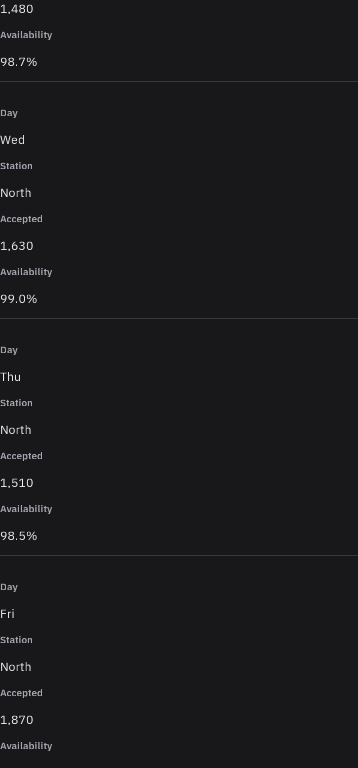 1,480
Availability
98.7%
Day
Wed
Station
North
Accepted
1,630
Availability
99.0%
Day
Thu
Station
North
Accepted
1,510
Availability
98.5%
Day
Fri
Station
North
Accepted
1,870
Availability